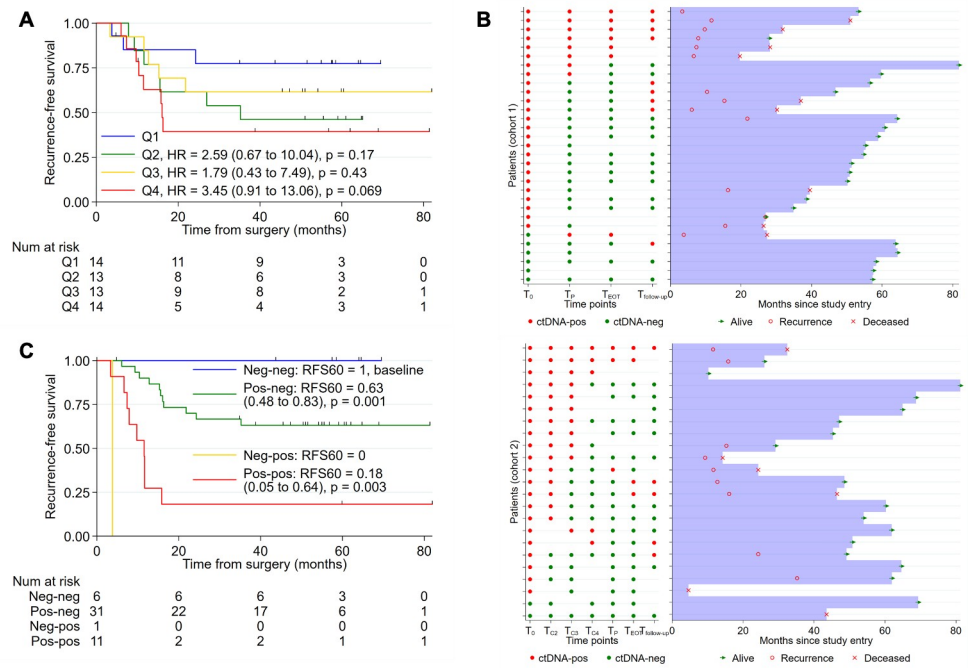 A
Recurrence-free survival
1.00
0.75
0.50
0.25
0.00
Q1
Q2, HR = 2.59 (0.67 to 10.04), p = 0.17
Q3, HR = 1.79 (0.43 to 7.49), p = 0.43
Q4, HR = 3.45 (0.91 to 13.06), p = 0.069
0 20 40 60 80
Time from surgery (months)
Num at risk
Q1 14 11 9 3 0
Q2 13 8 6 3 0
Q3 13 9 8 2 1
Q4 14 5 4 3 1
B
Patients (cohort 1)
T0 TP TEOT Tfollow-up
Time points
0 20 40 60 80
Months since study entry
ctDNA-pos ctDNA-neg
Alive Recurrence Deceased
Patients (cohort 2)
T0 TC2 TC3 TC4 TP TEOT Tfollow-up
Time points
0 20 40 60 80
Months since study entry
ctDNA-pos ctDNA-neg
Alive Recurrence Deceased
C
Recurrence-free survival
1.00
0.75
0.50
0.25
0.00
Neg-neg: RFS60 = 1, baseline
Pos-neg: RFS60 = 0.63
(0.48 to 0.83), p = 0.001
Neg-pos: RFS60 = 0
Pos-pos: RFS60 = 0.18
(0.05 to 0.64), p = 0.003
0 20 40 60 80
Time from surgery (months)
Num at risk
Neg-neg 6 6 6 3 0
Pos-neg 31 22 17 6 1
Neg-pos 1 0 0 0 0
Pos-pos 11 2 2 1 1